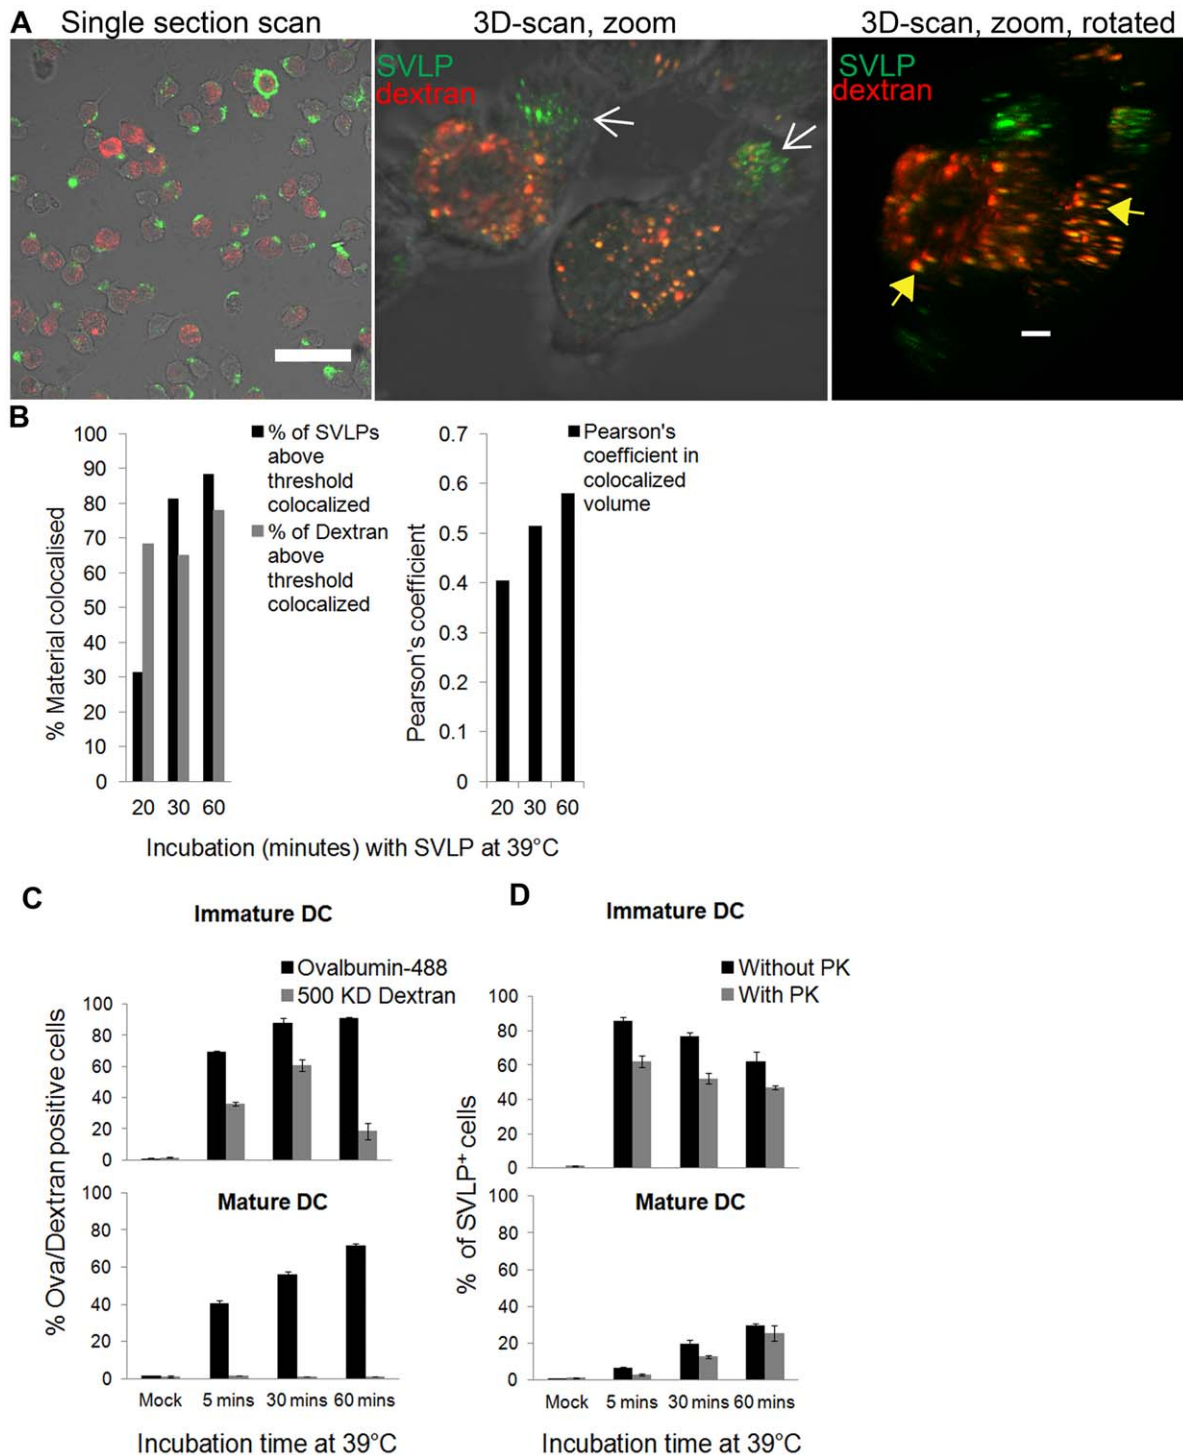 A
Single section scan
3D-scan, zoom
3D-scan, zoom, rotated
SVLP
dextran
SVLP
dextran
B
% Material colocalised
100
90
80
70
60
50
40
30
20
10
0
20 30 60
% of SVLPs
above
threshold
colocalized
% of Dextran
above
threshold
colocalized
Pearson's coefficient
0.7
0.6
0.5
0.4
0.3
0.2
0.1
0
20 30 60
Pearson's
coefficient in
colocalized
volume
Incubation (minutes) with SVLP at 39°C
C
Immature DC
Ovalbumin-488
500 KD Dextran
% Ova/Dextran positive cells
100
80
60
40
20
0
Mature DC
100
80
60
40
20
0
Mock 5 mins 30 mins 60 mins
Incubation time at 39°C
D
Immature DC
Without PK
With PK
% of SVLP+ cells
100
80
60
40
20
0
Mature DC
100
80
60
40
20
0
Mock 5 mins 30 mins 60 mins
Incubation time at 39°C